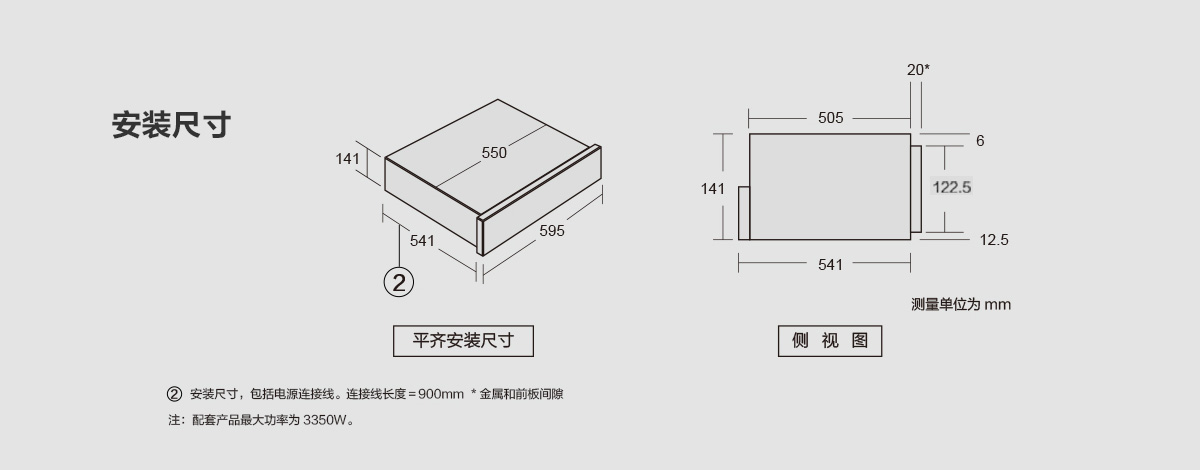 安装尺寸
141
550
541
595
②
平齐安装尺寸
20*
505
6
141
122.5
12.5
541
测量单位为 mm
侧 视 图
② 安装尺寸，包括电源连接线。连接线长度＝900mm * 金属和前板间隙
注：配套产品最大功率为 3350W。